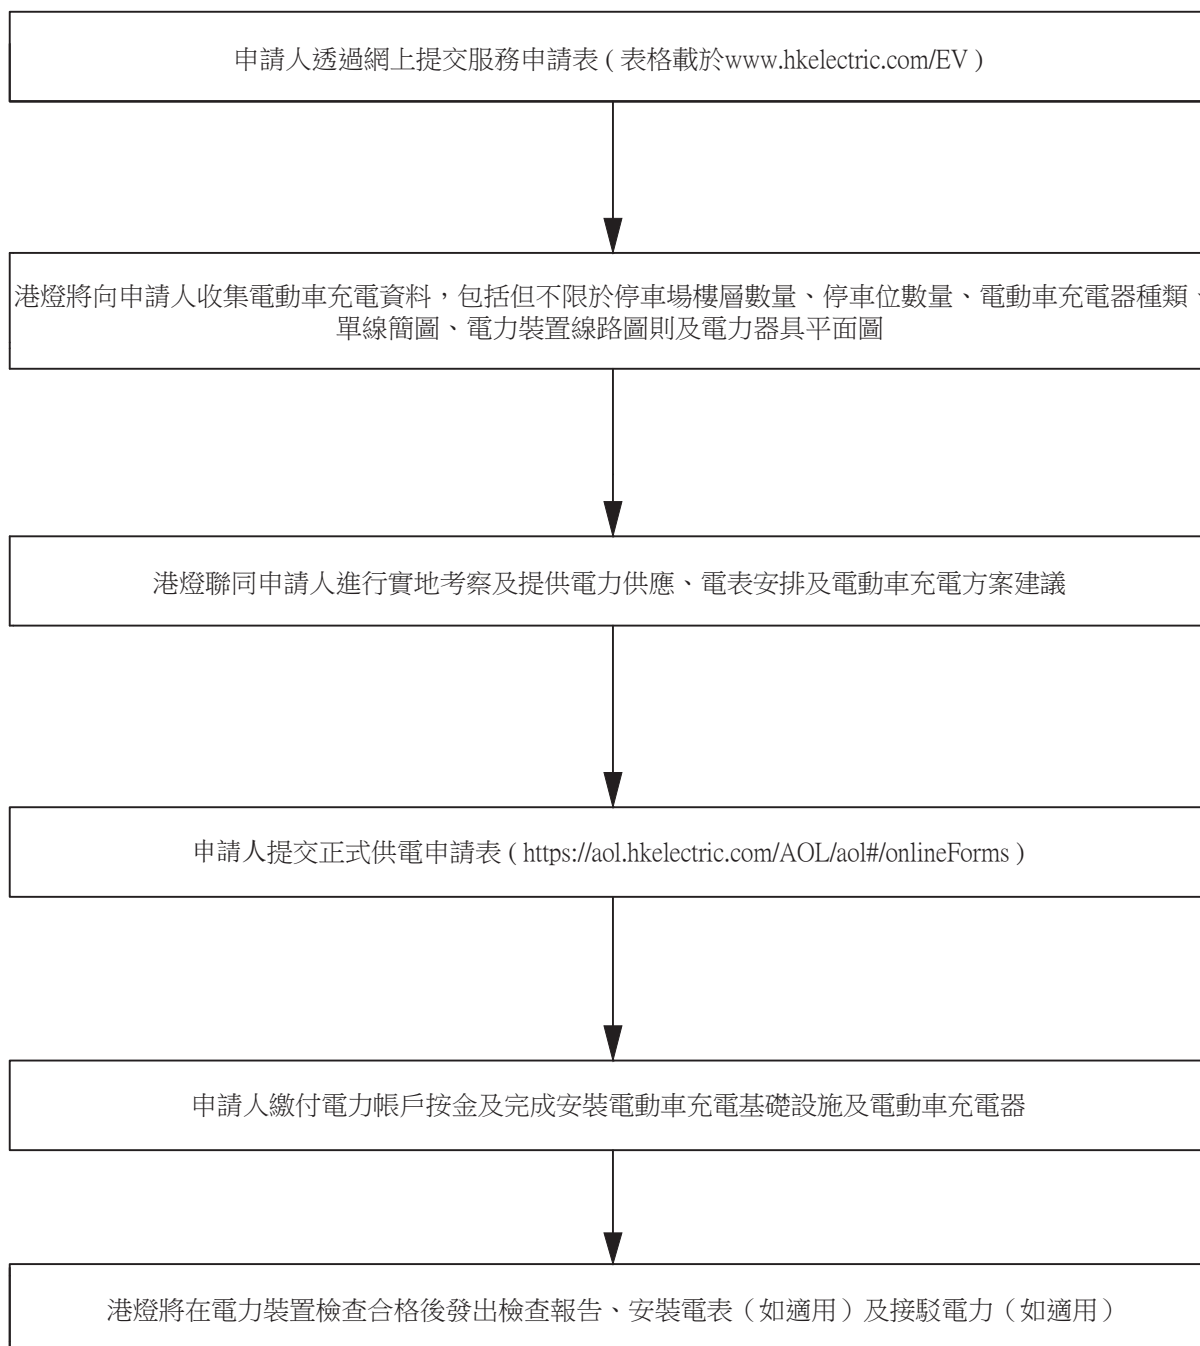 申請人透過網上提交服務申請表 ( 表格載於www.hkelectric.com/EV )
港燈將向申請人收集電動車充電資料，包括但不限於停車場樓層數量、停車位數量、電動車充電器種類、
單線簡圖、電力裝置線路圖則及電力器具平面圖
港燈聯同申請人進行實地考察及提供電力供應、電表安排及電動車充電方案建議
申請人提交正式供電申請表 ( https://aol.hkelectric.com/AOL/aol#/onlineForms )
申請人繳付電力帳戶按金及完成安裝電動車充電基礎設施及電動車充電器
港燈將在電力裝置檢查合格後發出檢查報告、安裝電表（如適用）及接駁電力（如適用）